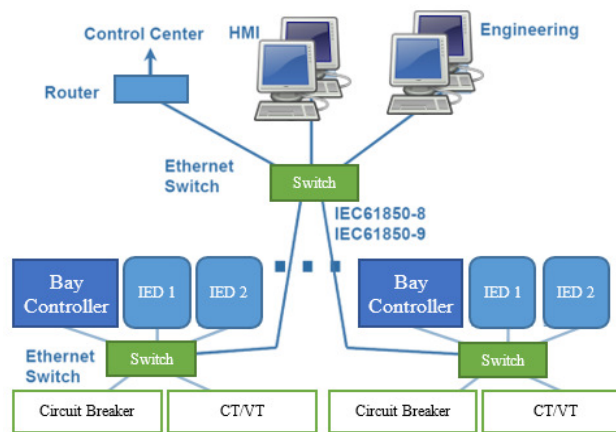 Control Center
HMI
Engineering
Router
Ethernet
Switch
Switch
IEC61850-8
IEC61850-9
Bay
Controller
IED 1
IED 2
Bay
Controller
IED 1
IED 2
Ethernet
Switch
Switch
Switch
Circuit Breaker
CT/VT
Circuit Breaker
CT/VT